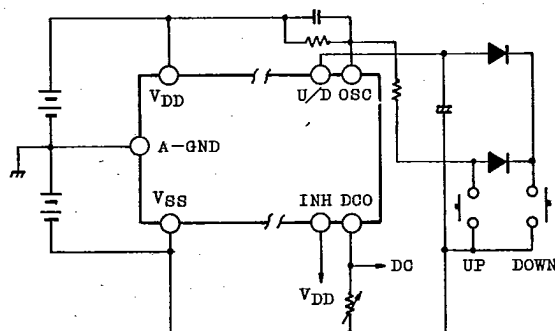 VDD
U/D OSC
A-GND
VSS
INH DCO
DC
VDD
UP DOWN